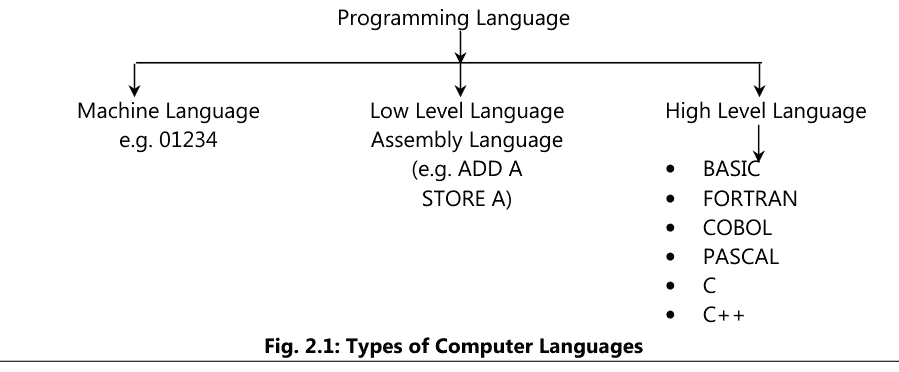 Programming Language
Machine Language
e.g. 01234
Low Level Language
Assembly Language
(e.g. ADD A
STORE A)
High Level Language
• BASIC
• FORTRAN
• COBOL
• PASCAL
• C
• C++
Fig. 2.1: Types of Computer Languages